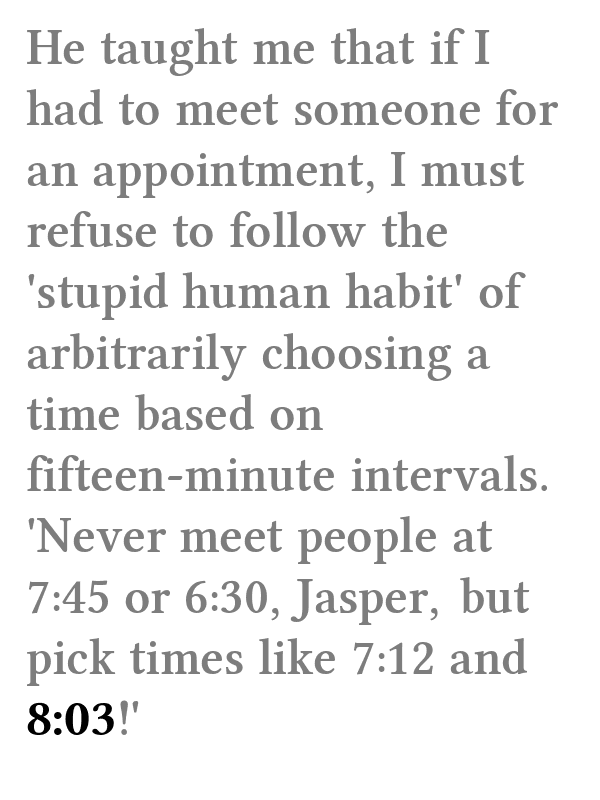 He taught me that if I
had to meet someone for
an appointment, I must
refuse to follow the
'stupid human habit' of
arbitrarily choosing a
time based on
fifteen-minute intervals.
'Never meet people at
7:45 or 6:30, Jasper, but
pick times like 7:12 and
8:03!'